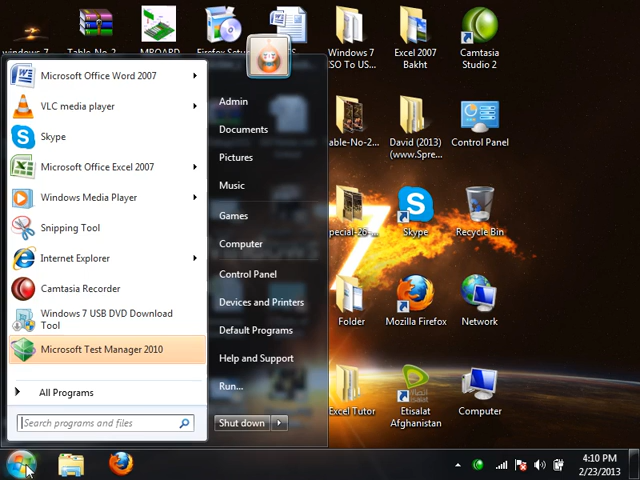 windows 7
Table-No-2
MBOARD
Firefox Setu...
Windows 7
ISO To US...
Excel 2007
Bakht
Camtasia
Studio 2
Microsoft Office Word 2007
VLC media player
Skype
Microsoft Office Excel 2007
Windows Media Player
Snipping Tool
Internet Explorer
Camtasia Recorder
Windows 7 USB DVD Download
Tool
Microsoft Test Manager 2010
All Programs
Search programs and files
Admin
Documents
Pictures
Music
Games
Computer
Control Panel
Devices and Printers
Default Programs
Help and Support
Run...
Shut down
able-No-2...
David (2013)
(www.Spre...
Control Panel
pecial-26-...
Skype
Recycle Bin
Folder
Mozilla Firefox
Network
Excel Tutor
Etisalat
Afghanistan
Computer
4:10 PM
2/23/2013